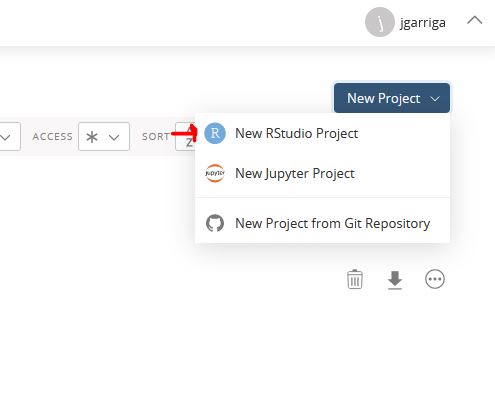 j jgarriga
New Project
ACCESS * SORT A Z
R New RStudio Project
jupyter New Jupyter Project
New Project from Git Repository